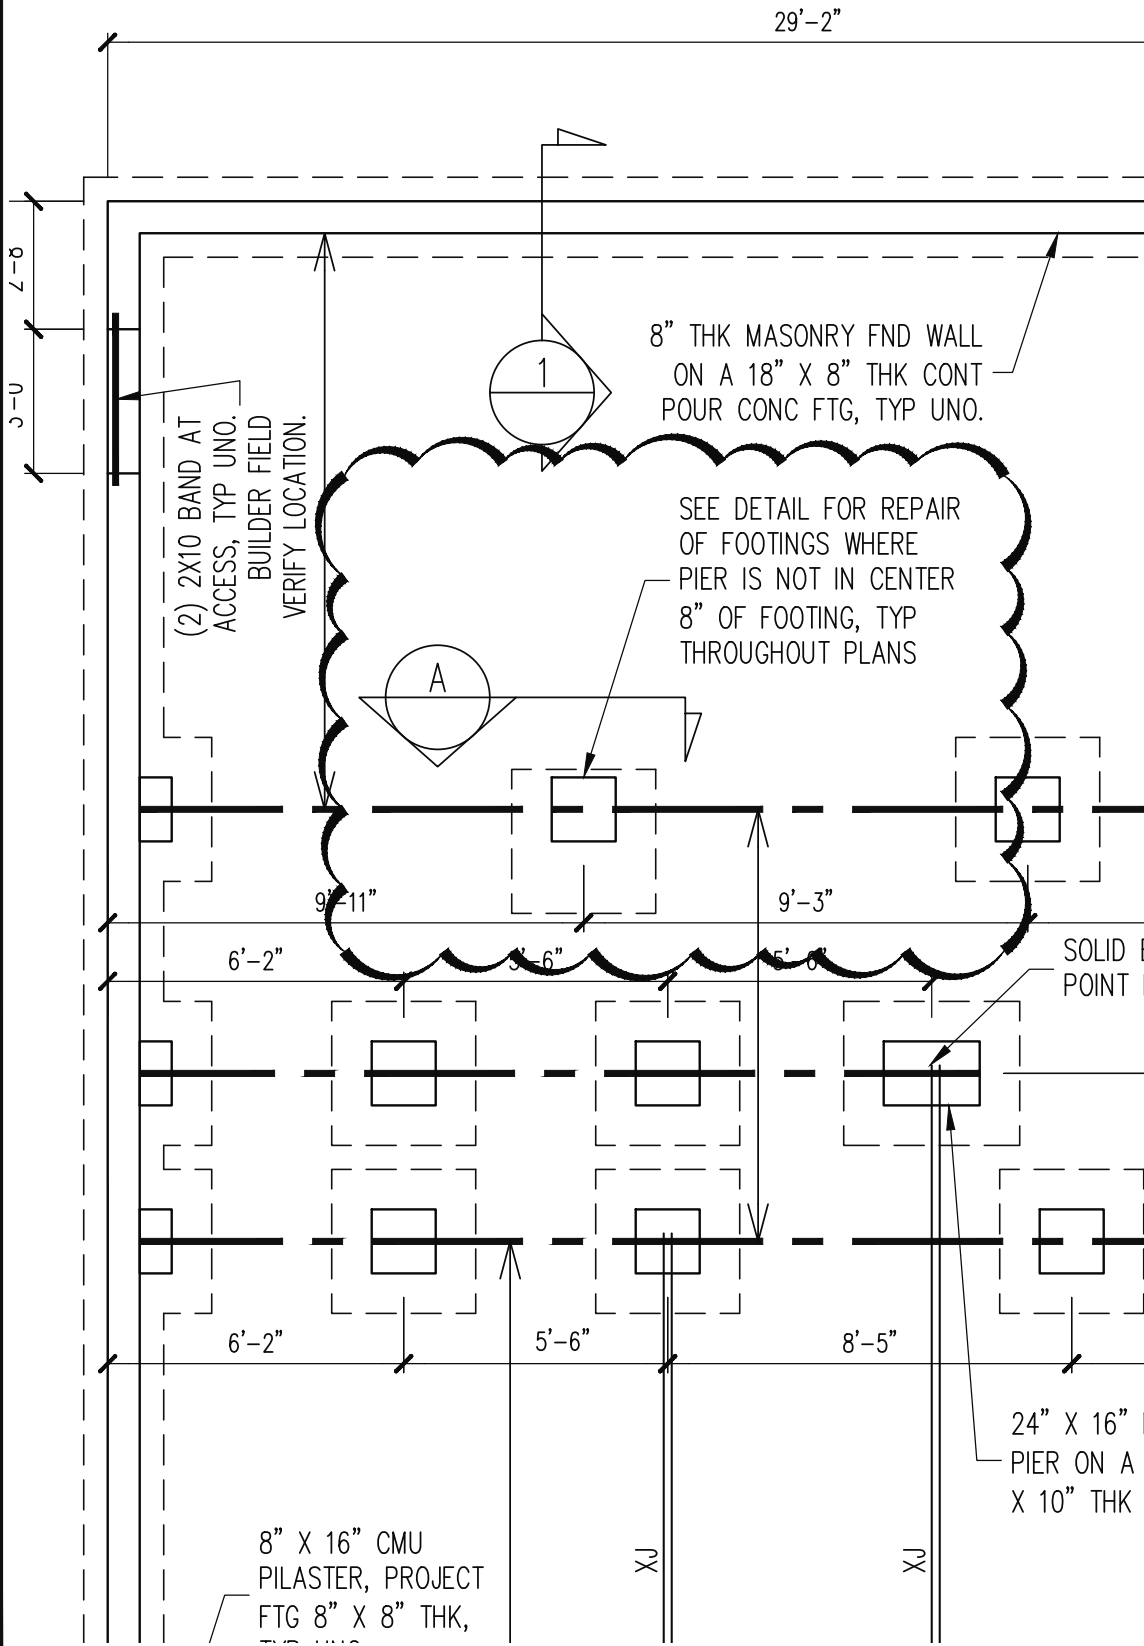 29'-2"
1
8" THK MASONRY FND WALL
ON A 18" X 8" THK CONT
POUR CONC FTG, TYP UNO.
(2) 2X10 BAND AT
ACCESS, TYP UNO.
BUILDER FIELD
VERIFY LOCATION.
SEE DETAIL FOR REPAIR
OF FOOTINGS WHERE
PIER IS NOT IN CENTER
8" OF FOOTING, TYP
THROUGHOUT PLANS
A
9'-11"
9'-3"
6'-2"
5'-6"
5'-6"
SOLID
POINT
6'-2"
5'-6"
8'-5"
24" X 16"
PIER ON A
X 10" THK
XJ
XJ
8" X 16" CMU
PILASTER, PROJECT
FTG 8" X 8" THK,